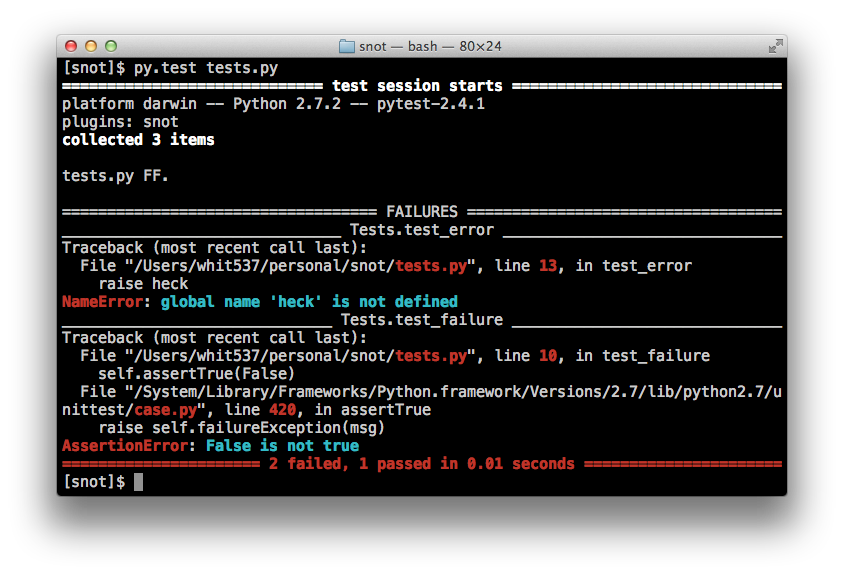 snot — bash — 80×24
[snot]$ py.test tests.py
============================= test session starts ==============================
platform darwin -- Python 2.7.2 -- pytest-2.4.1
plugins: snot
collected 3 items

tests.py FF.

=================================== FAILURES ===================================
_______________________________ Tests.test_error _______________________________
Traceback (most recent call last):
  File "/Users/whit537/personal/snot/tests.py", line 13, in test_error
    raise heck
NameError: global name 'heck' is not defined
______________________________ Tests.test_failure ______________________________
Traceback (most recent call last):
  File "/Users/whit537/personal/snot/tests.py", line 10, in test_failure
    self.assertTrue(False)
  File "/System/Library/Frameworks/Python.framework/Versions/2.7/lib/python2.7/u
nittest/case.py", line 420, in assertTrue
    raise self.failureException(msg)
AssertionError: False is not true
====================== 2 failed, 1 passed in 0.01 seconds ======================
[snot]$